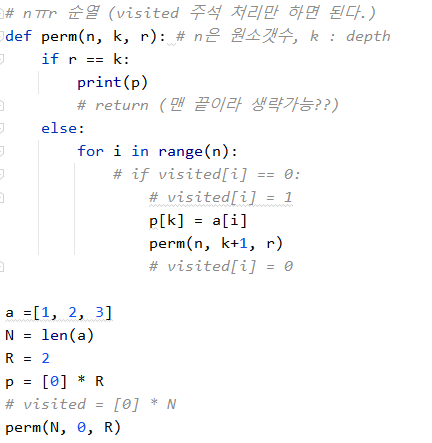 # nㅠr 순열 (visited 주석 처리만 하면 된다.)
def perm(n, k, r): # n은 원소갯수, k : depth
    if r == k:
        print(p)
        # return (맨 끝이라 생략가능??)
    else:
        for i in range(n):
            # if visited[i] == 0:
                # visited[i] = 1
                p[k] = a[i]
                perm(n, k+1, r)
                # visited[i] = 0

a =[1, 2, 3]
N = len(a)
R = 2
p = [0] * R
# visited = [0] * N
perm(N, 0, R)